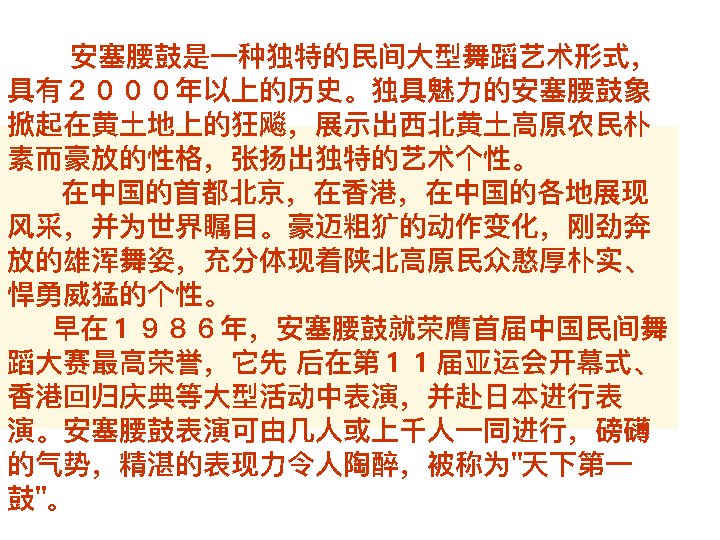 安塞腰鼓是一种独特的民间大型舞蹈艺术形式，
具有２０００年以上的历史。独具魅力的安塞腰鼓象
掀起在黄土地上的狂飚，展示出西北黄土高原农民朴
素而豪放的性格，张扬出独特的艺术个性。
在中国的首都北京，在香港，在中国的各地展现
风采，并为世界瞩目。豪迈粗犷的动作变化，刚劲奔
放的雄浑舞姿，充分体现着陕北高原民众憨厚朴实、
悍勇威猛的个性。
早在１９８６年，安塞腰鼓就荣膺首届中国民间舞
蹈大赛最高荣誉，它先 后在第１１届亚运会开幕式、
香港回归庆典等大型活动中表演，并赴日本进行表
演。安塞腰鼓表演可由几人或上千人一同进行，磅礴
的气势，精湛的表现力令人陶醉，被称为"天下第一
鼓"。